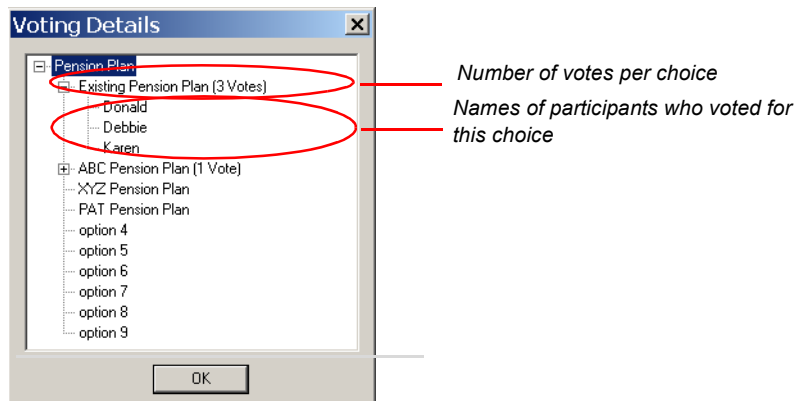 Voting Details
Pension Plan
Existing Pension Plan (3 Votes)
Donald
Debbie
Karen
ABC Pension Plan (1 Vote)
XYZ Pension Plan
PAT Pension Plan
option 4
option 5
option 6
option 7
option 8
option 9
OK
Number of votes per choice
Names of participants who voted for
this choice